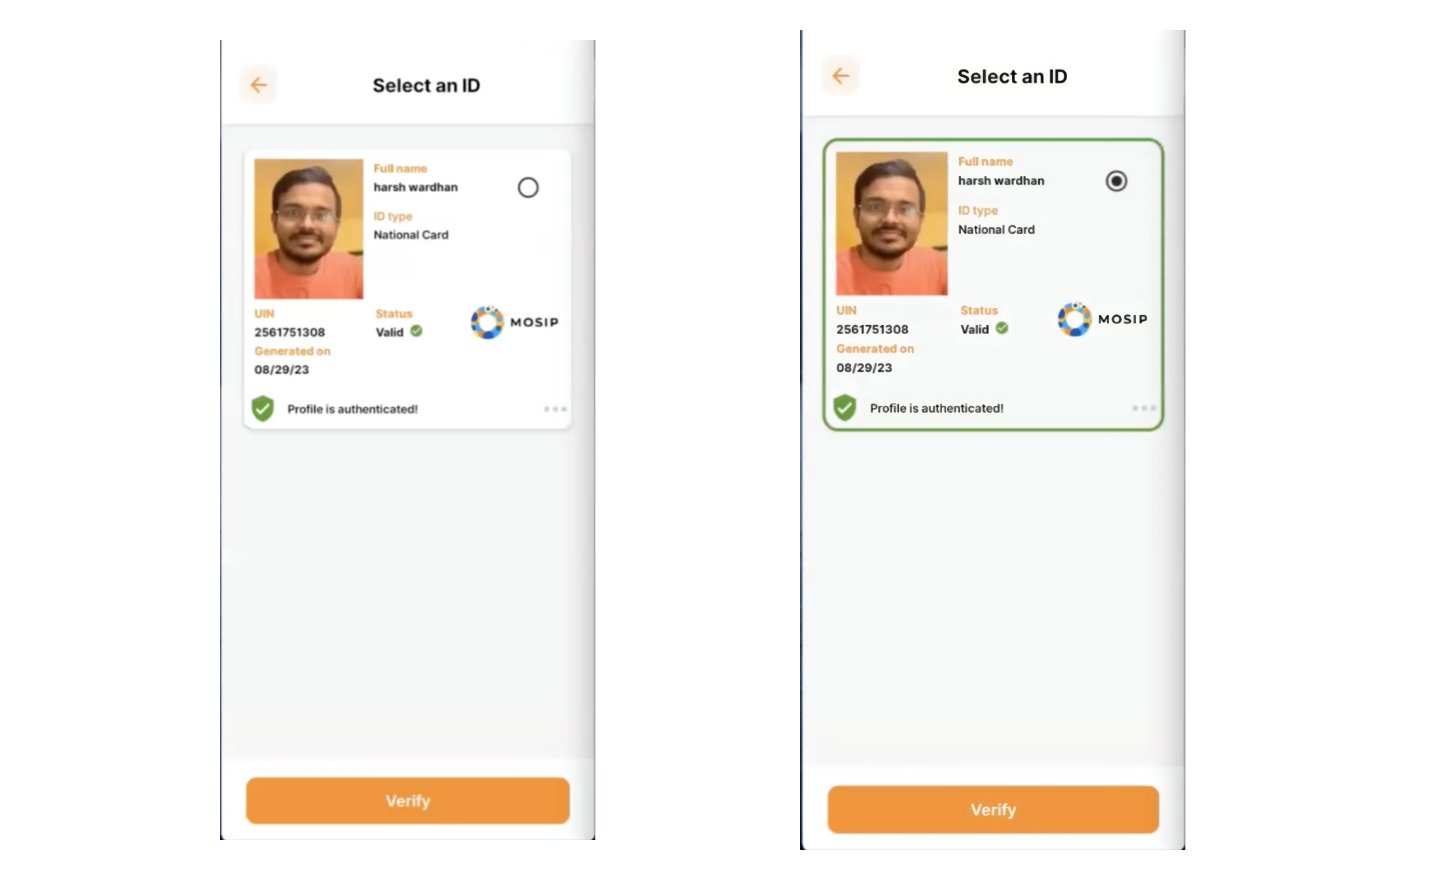 Select an ID
Full name
harsh wardhan
ID type
National Card
UIN
2561751308
Status
Valid
MOSIP
Generated on
08/29/23
Profile is authenticated!
Verify
Select an ID
Full name
harsh wardhan
ID type
National Card
UIN
2561751308
Status
Valid
MOSIP
Generated on
08/29/23
Profile is authenticated!
Verify